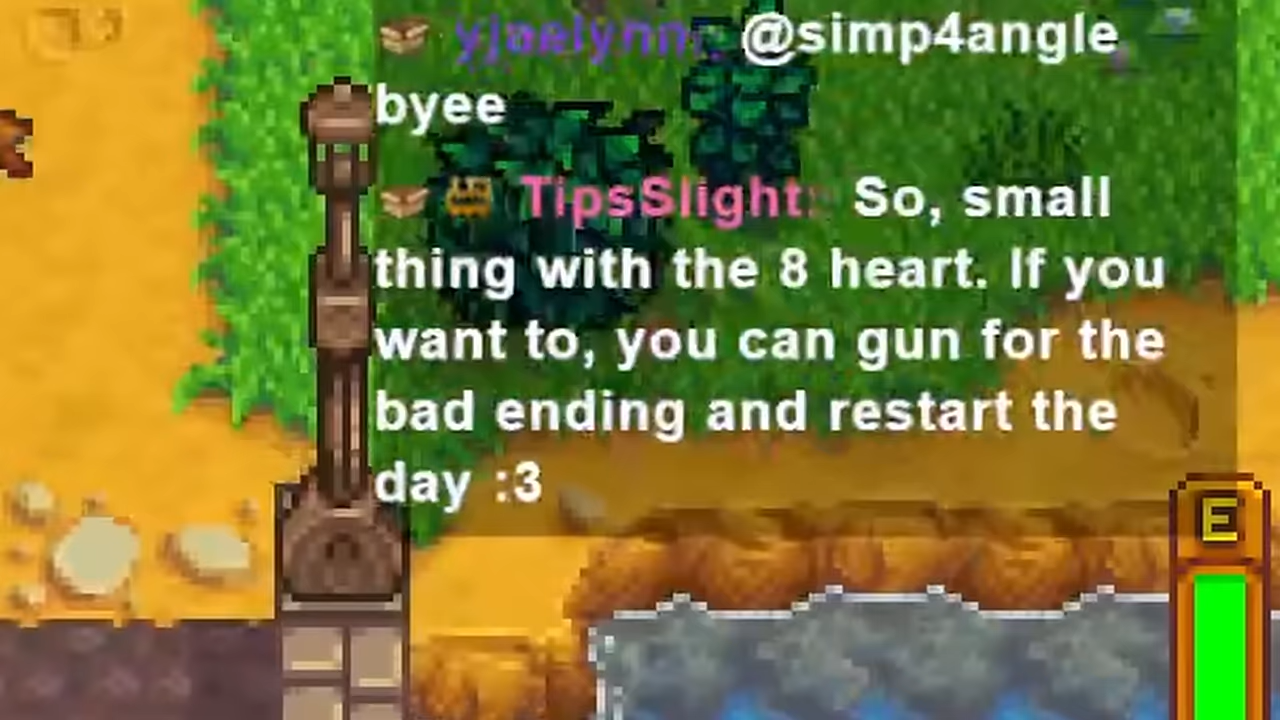 yjaelynn: @simp4angle
byee
TipsSlight: So, small
thing with the 8 heart. If you
want to, you can gun for the
bad ending and restart the
day :3
E